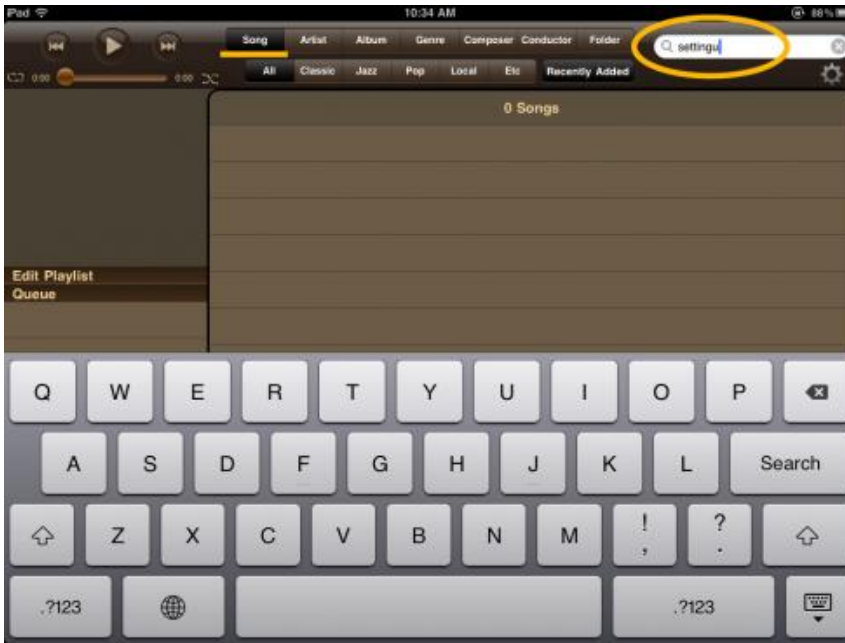 iPad 10:34 AM 88%
Song Artist Album Genre Composer Conductor Folder settingu
All Classic Jazz Pop Local Etc Recently Added
0:00 0:00
0 Songs
Edit Playlist
Queue
Q W E R T Y U I O P
A S D F G H J K L Search
Z X C V B N M ! , ? .
.?123 .?123